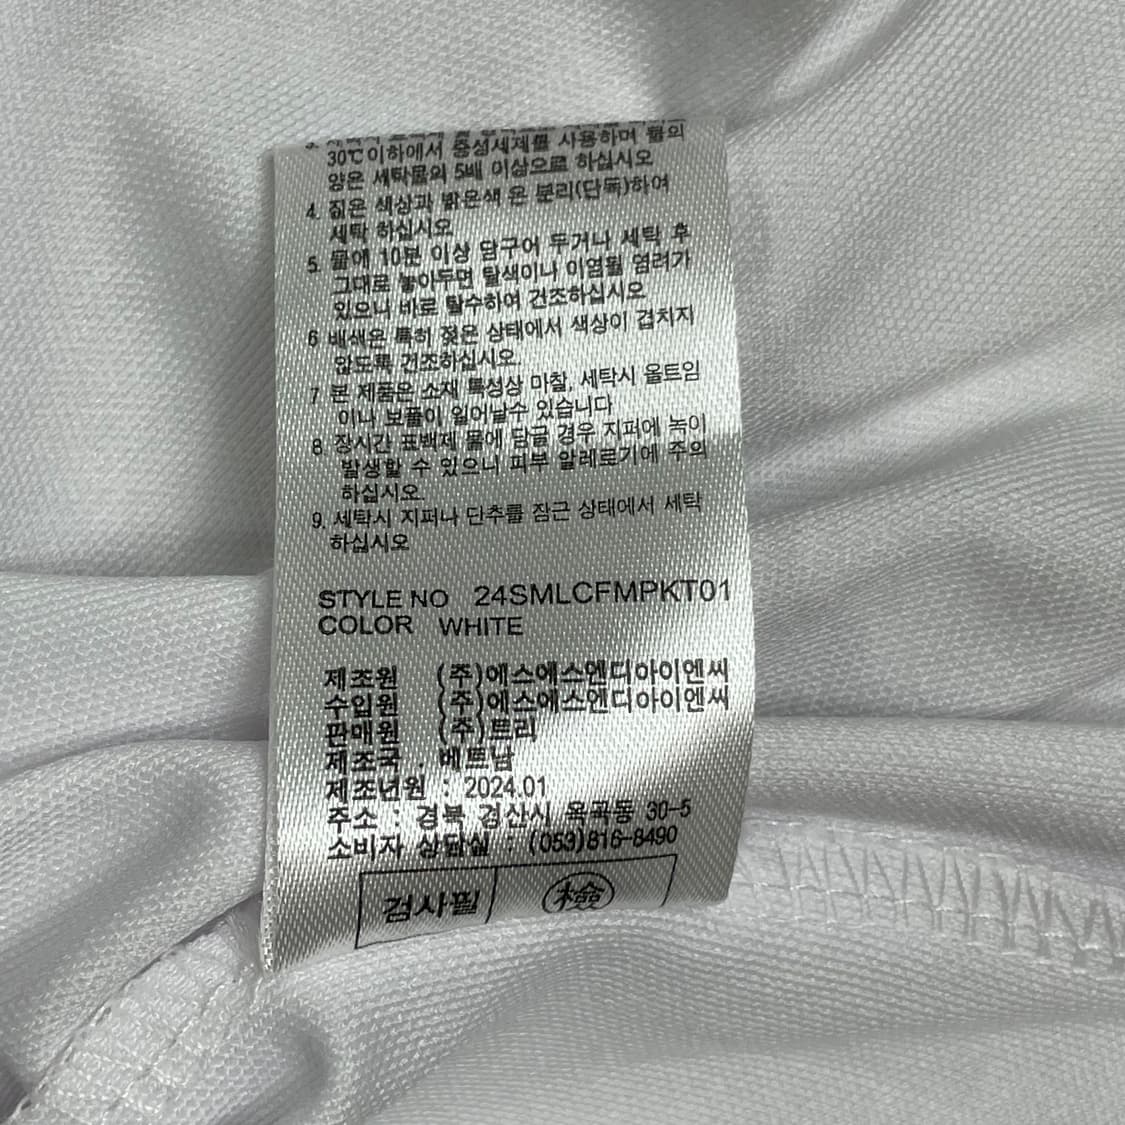 30℃이하에서 중성세제를 사용하며 물의
양은 세탁물의 5배 이상으로 하십시오
4. 짙은 색상과 밝은색 은 분리(단독)하여
세탁 하십시오
5. 물에 10분 이상 담구어 두거나 세탁 후
그대로 놓아두면 탈색이나 이염될 염려가
있으니 바로 탈수하여 건조하십시오
6 배색은 특히 젖은 상태에서 색상이 겹치지
않도록 건조하십시오.
7 본 제품은 소재 특성상 마찰, 세탁시 올트임
이나 보풀이 일어날수 있습니다
8 장시간 표백제 물에 담글 경우 지퍼에 녹이
발생할 수 있으니 피부 알레르기에 주의
하십시오.
9. 세탁시 지퍼나 단추를 잠근 상태에서 세탁
하십시오
STYLE NO 24SMLCFMPKT01
COLOR WHITE
제조원 (주)에스에스엔디아이엔씨
수입원 (주)에스에스엔디아이엔씨
판매원 (주)트리
제조국 : 베트남
제조년원 : 2024.01
주소 : 경북 경산시 옥곡동 30-5
소비자 상담실 : (053)816-8490
검사필 檢